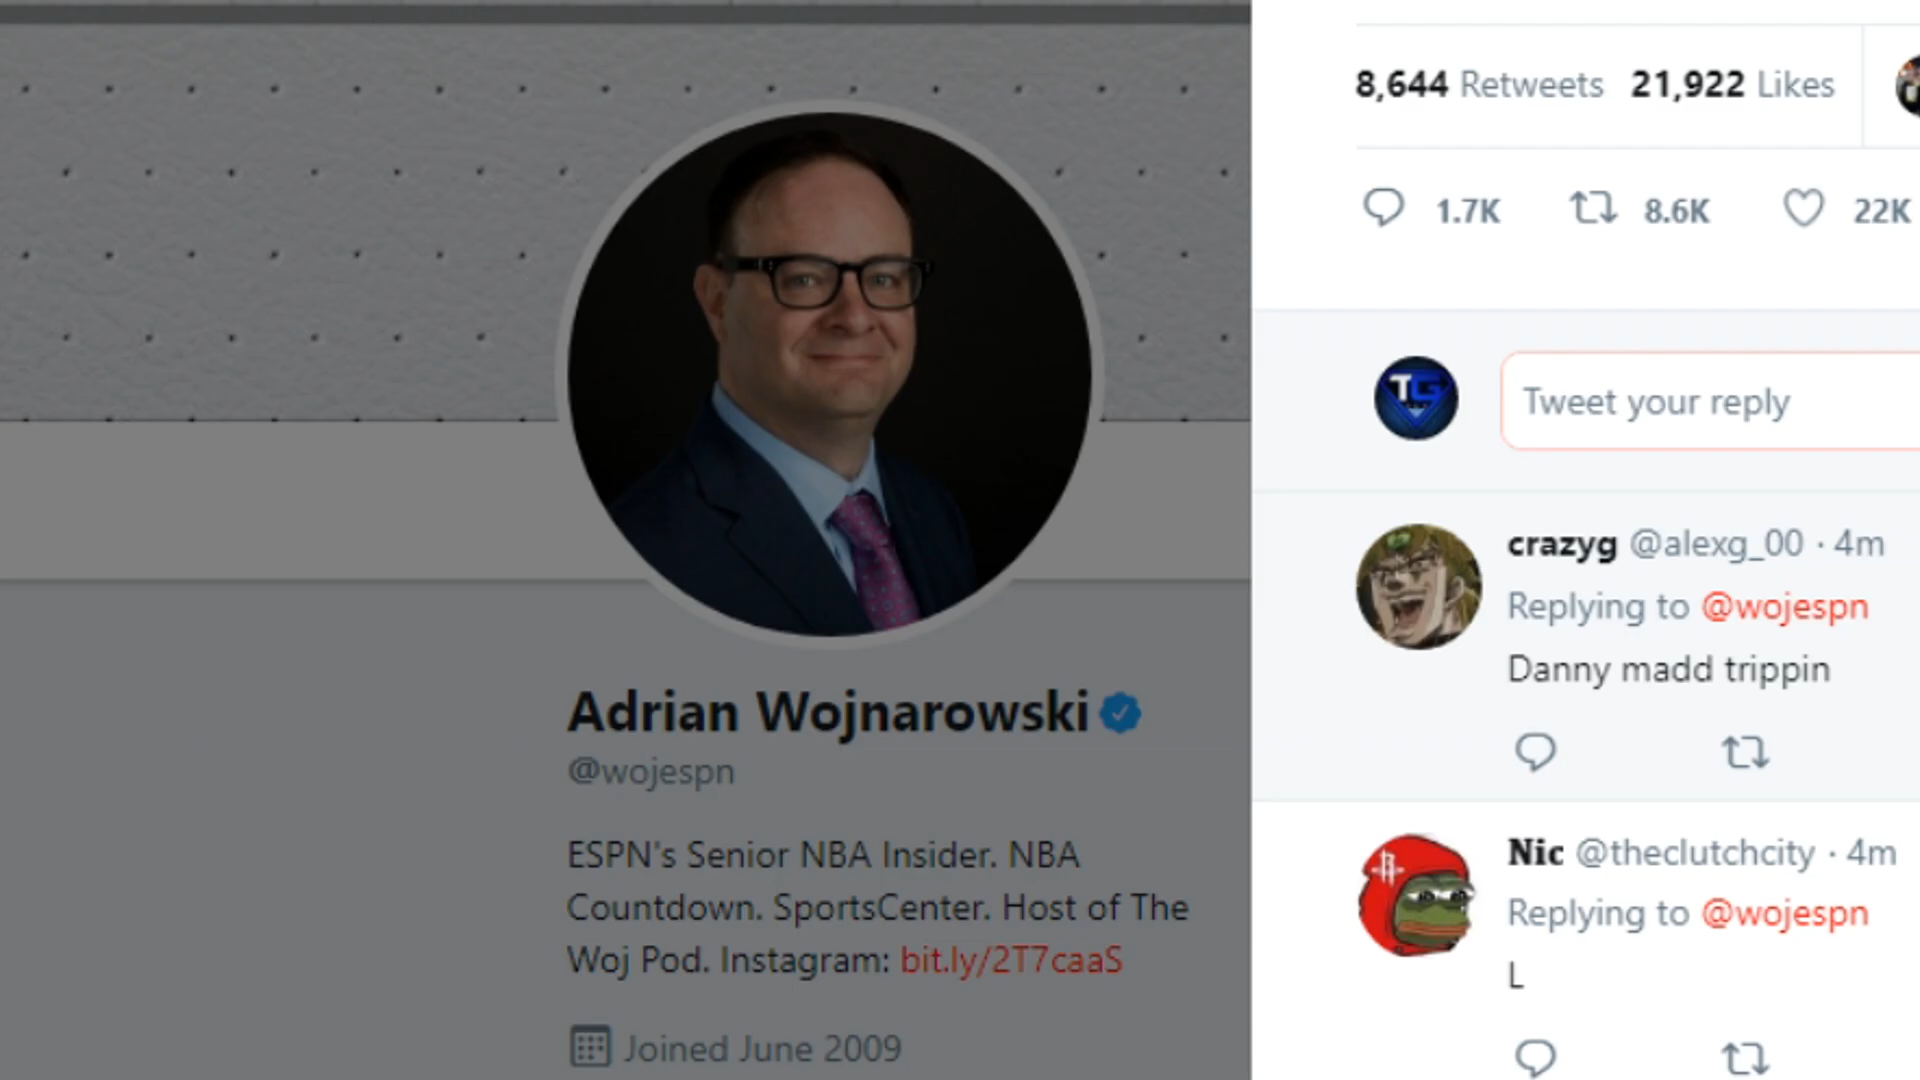 Adrian Wojnarowski
@wojespn
ESPN's Senior NBA Insider. NBA
Countdown. SportsCenter. Host of The
Woj Pod. Instagram: bit.ly/2T7caaS
Joined June 2009
8,644 Retweets 21,922 Likes
1.7K 8.6K 22K
TG
Tweet your reply
crazyg @alexg_00 · 4m
Replying to @wojespn
Danny madd trippin
Nic @theclutchcity · 4m
Replying to @wojespn
L